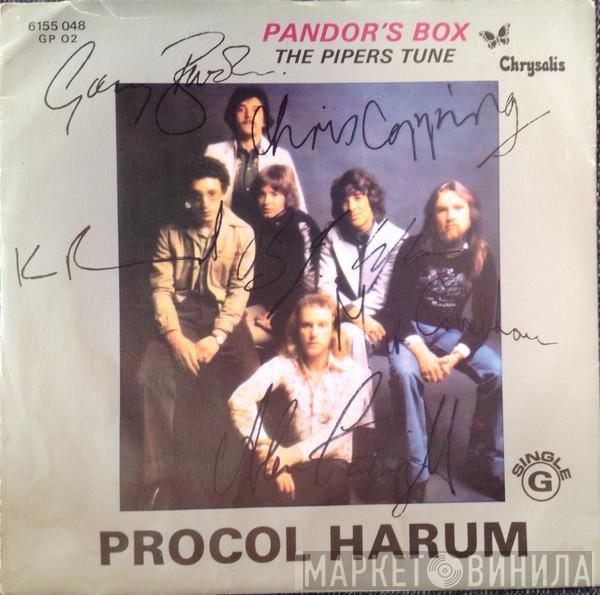 6155 048
GP 02
PANDOR'S BOX
THE PIPERS TUNE
Chrysalis
Chris Copping
SINGLE
G
PROCOL HARUM
МАРКЕТ ВИНИЛА